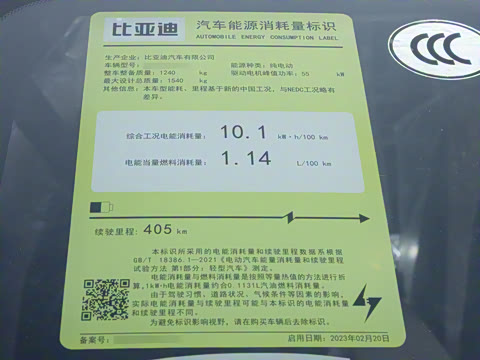 比亚迪 汽车能源消耗量标识
AUTOMOBILE ENERGY CONSUMPTION LABEL
生产企业：比亚迪汽车有限公司
车辆型号： 能源种类：纯电动
整车整备质量：1240 kg 驱动电机峰值功率：55 kW
最大设计总质量：1540 kg
其他信息：本车型能耗，里程基于新的中国工况，与NEDC工况略有
差异。
综合工况电能消耗量： 10.1 kW·h/100 km
电能当量燃料消耗量： 1.14 L/100 km
续驶里程：405 km
本标识所采用的电能消耗量和续驶里程数据系根据
GB/T 18386.1—2021《电动汽车能量消耗量和续驶里程
试验方法 第1部分：轻型汽车》测定。
电能消耗量与燃料消耗量是按照等量热值的方法进行折
算,1kW·h电能消耗量约合0.1131L汽油燃料消耗量。
由于驾驶习惯、道路状况、气候条件等因素的影响，
实际电能消耗量与续驶里程可能与本标识的电能消耗量和
续驶里程不同。
为避免标识影响视野，请在购买车辆后去除标识。
备案号： 启用日期：2023年02月20日
CCC